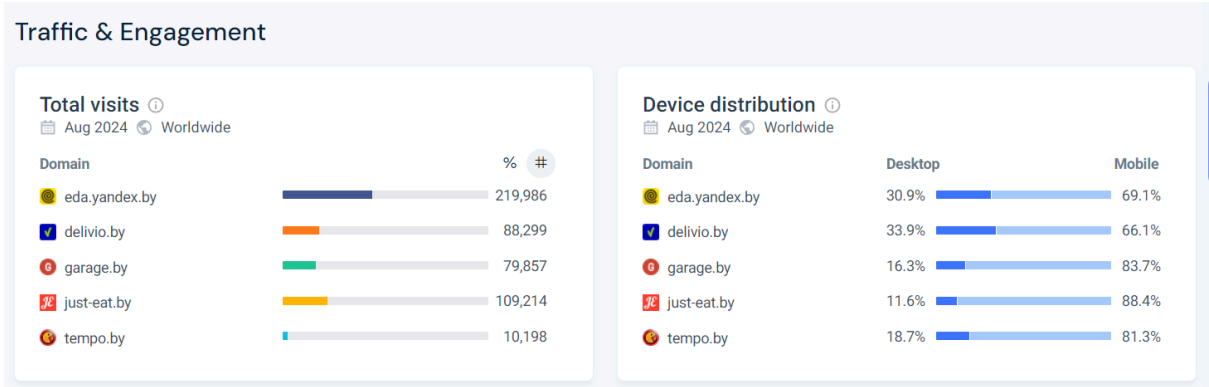 Traffic & Engagement
Total visits
Aug 2024 Worldwide
Domain % #
eda.yandex.by 219,986
delivio.by 88,299
G garage.by 79,857
JE just-eat.by 109,214
tempo.by 10,198
Device distribution
Aug 2024 Worldwide
Domain Desktop Mobile
eda.yandex.by 30.9% 69.1%
delivio.by 33.9% 66.1%
G garage.by 16.3% 83.7%
JE just-eat.by 11.6% 88.4%
tempo.by 18.7% 81.3%